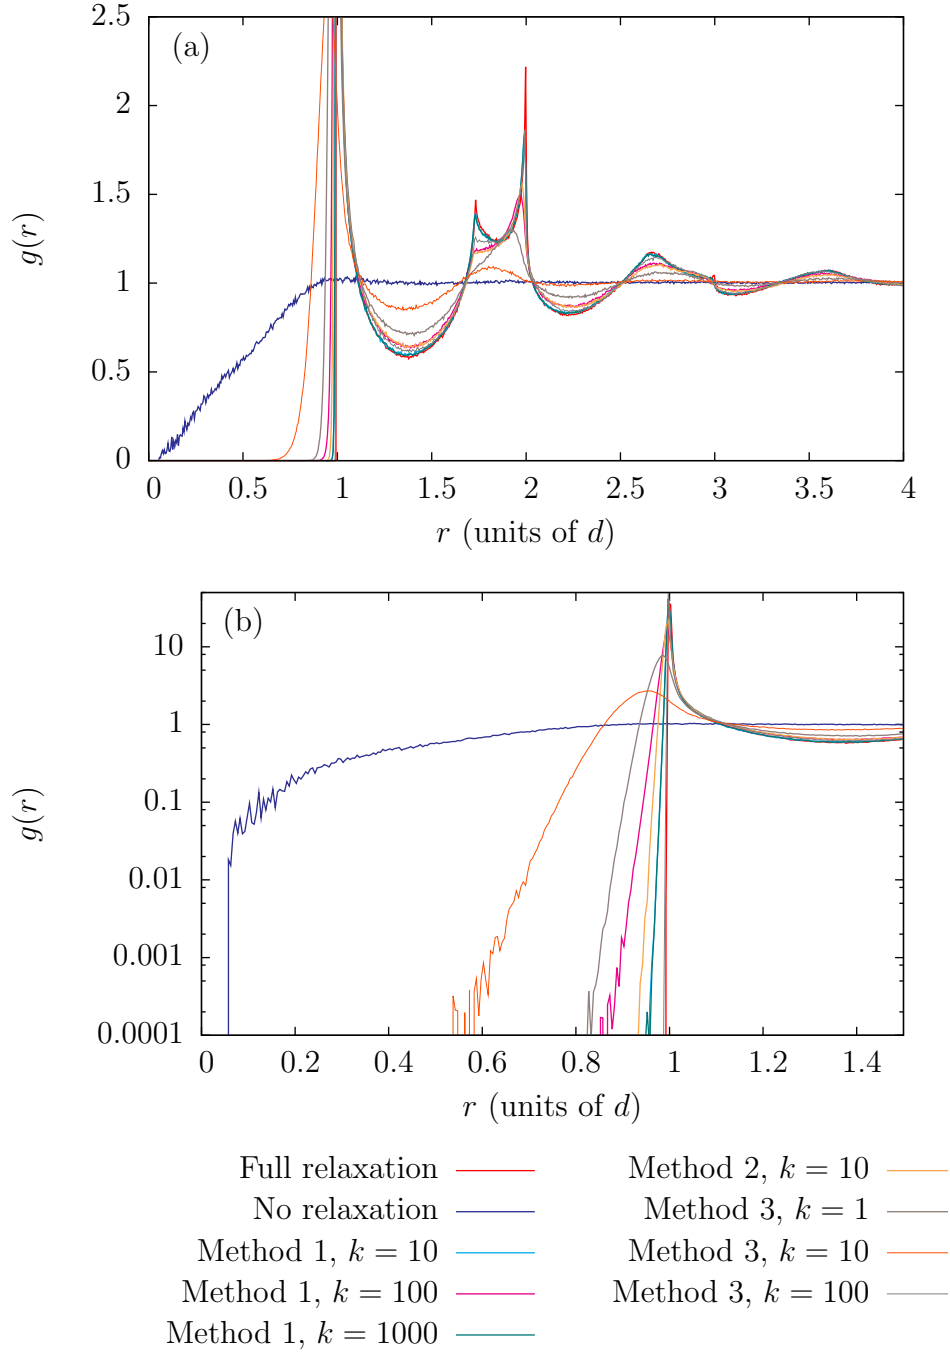 (a)
2.5
2
1.5
1
0.5
0
g(r)
0 0.5 1 1.5 2 2.5 3 3.5 4
r (units of d)
(b)
10
1
0.1
0.01
0.001
0.0001
g(r)
0 0.2 0.4 0.6 0.8 1 1.2 1.4
r (units of d)
Full relaxation
No relaxation
Method 1, k = 10
Method 1, k = 100
Method 1, k = 1000
Method 2, k = 10
Method 3, k = 1
Method 3, k = 10
Method 3, k = 100